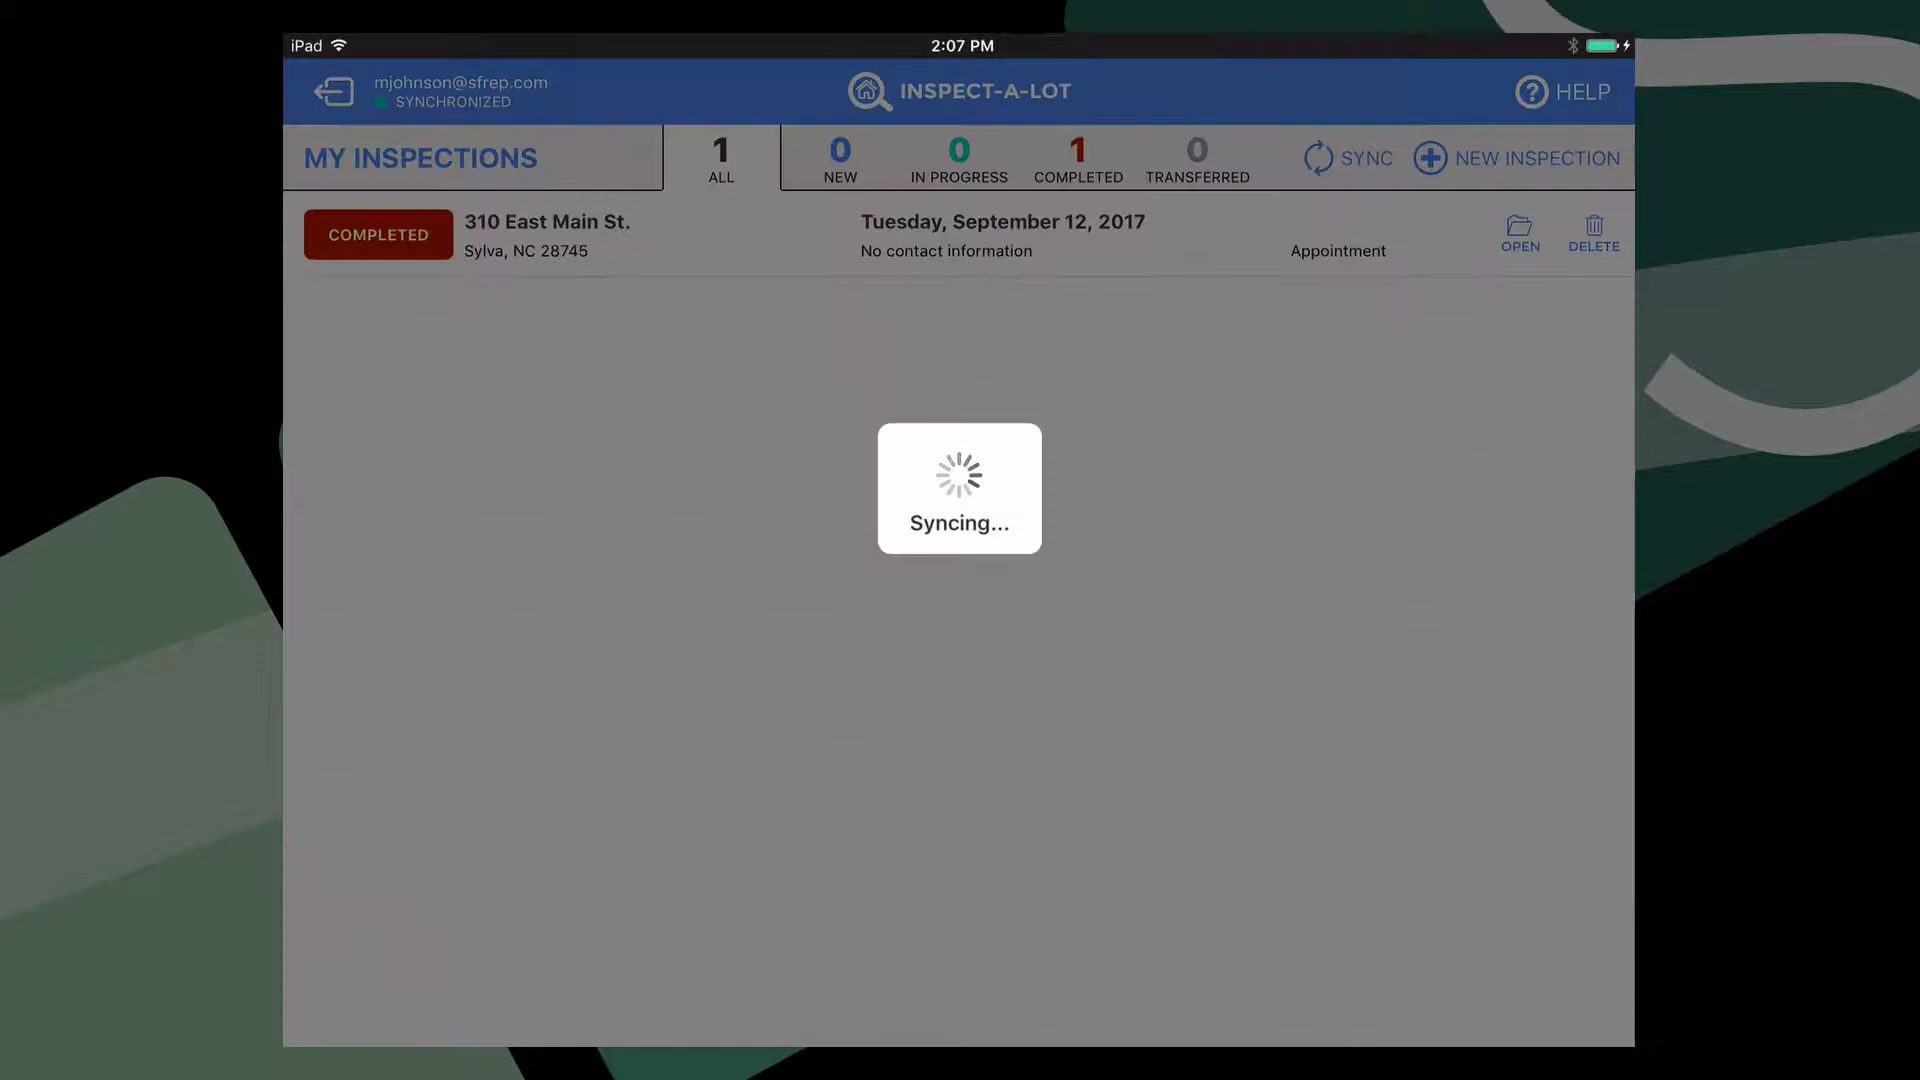 iPad
2:07 PM
mjohnson@sfrep.com
SYNCHRONIZED
INSPECT-A-LOT
? HELP
MY INSPECTIONS
1
ALL
0
NEW
0
IN PROGRESS
1
COMPLETED
0
TRANSFERRED
SYNC
NEW INSPECTION
COMPLETED
310 East Main St.
Sylva, NC 28745
Tuesday, September 12, 2017
No contact information
Appointment
OPEN
DELETE
Syncing...